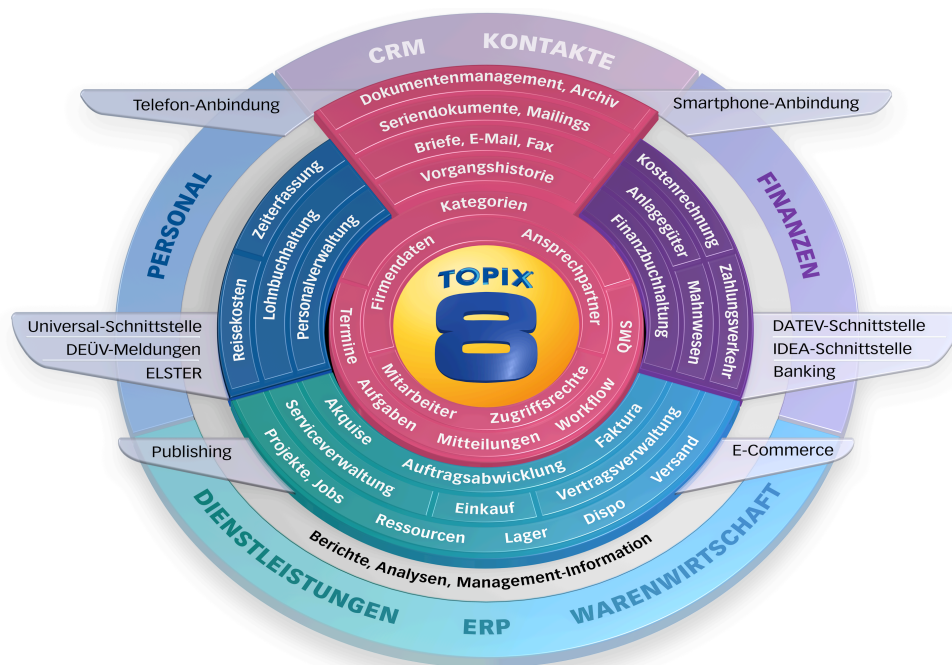 CRM KONTAKTE
Dokumentenmanagement, Archiv
Telefon-Anbindung
Smartphone-Anbindung
Seriendokumente, Mailings
Briefe, E-Mail, Fax
Vorgangshistorie
Kategorien
PERSONAL
FINANZEN
Zeiterfassung
Lohnbuchhaltung
Personalverwaltung
Reisekosten
Kostenrechnung
Anlagegüter
Finanzbuchhaltung
Zahlungsverkehr
Mahnwesen
Firmendaten
Ansprechpartner
TOPIX
8
Termine
QMS
Universal-Schnittstelle
DEÜV-Meldungen
ELSTER
DATEV-Schnittstelle
IDEA-Schnittstelle
Banking
Mitarbeiter
Zugriffsrechte
Aufgaben
Mitteilungen
Workflow
Publishing
E-Commerce
Akquise
Auftragsabwicklung
Faktura
Serviceverwaltung
Einkauf
Vertragsverwaltung
Projekte, Jobs
Ressourcen
Lager
Dispo
Versand
Berichte, Analysen, Management-Information
DIENSTLEISTUNGEN
ERP
WARENWIRTSCHAFT